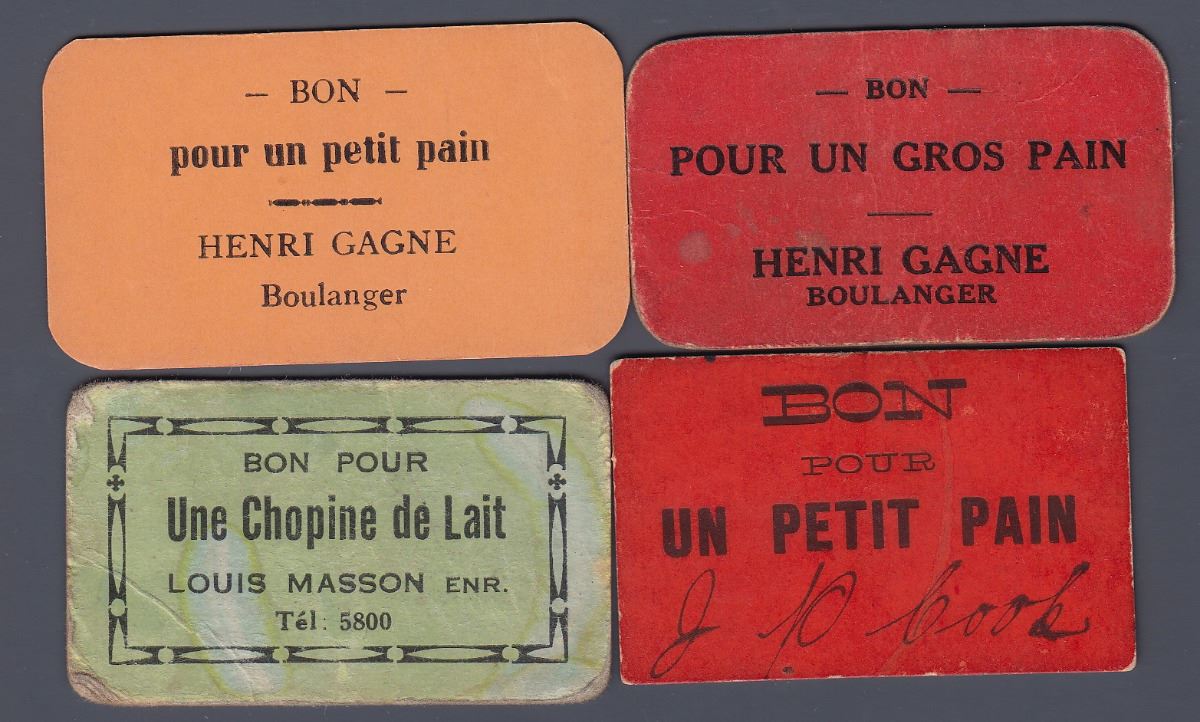 — BON —
pour un petit pain
HENRI GAGNE
Boulanger
— BON —
POUR UN GROS PAIN
HENRI GAGNE
BOULANGER
BON POUR
Une Chopine de Lait
LOUIS MASSON ENR.
Tél: 5800
BON
POUR
UN PETIT PAIN
J P Cook